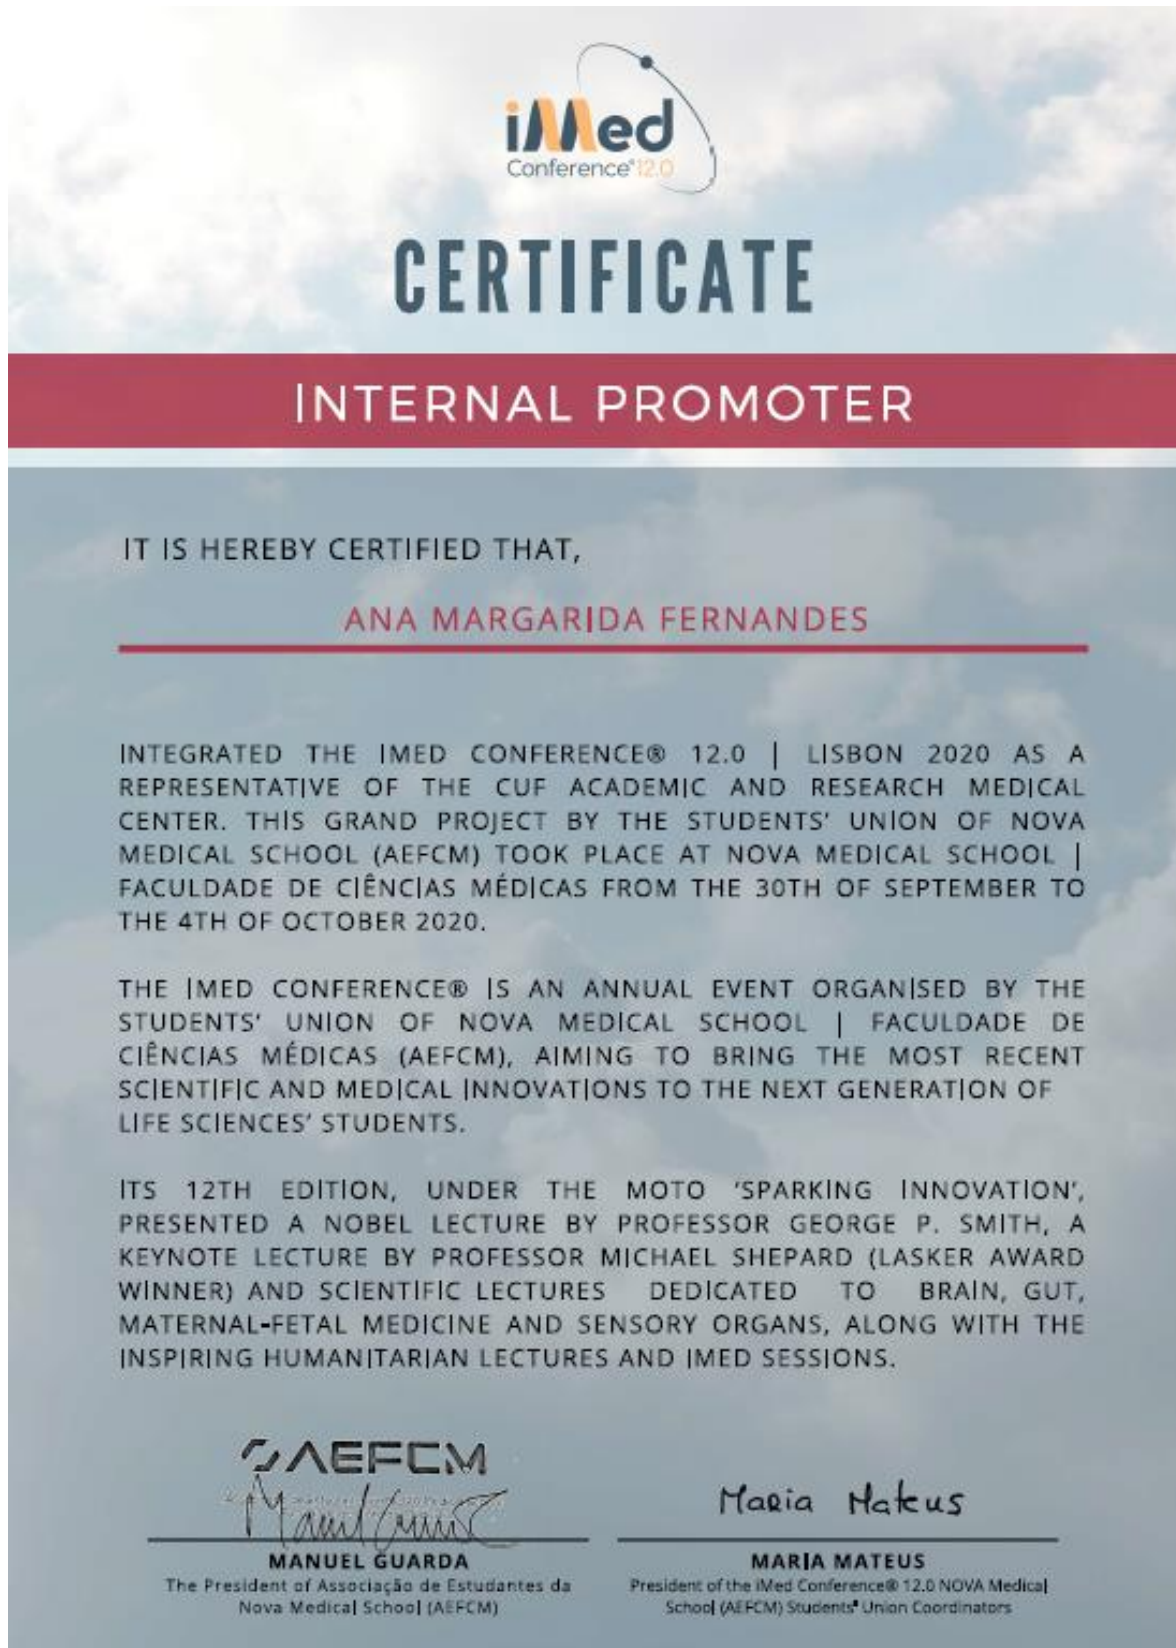 iMed
Conference® 12.0
CERTIFICATE
INTERNAL PROMOTER
IT IS HEREBY CERTIFIED THAT,
ANA MARGARIDA FERNANDES
INTEGRATED THE IMED CONFERENCE® 12.0 | LISBON 2020 AS A
REPRESENTATIVE OF THE CUF ACADEMIC AND RESEARCH MEDICAL
CENTER. THIS GRAND PROJECT BY THE STUDENTS' UNION OF NOVA
MEDICAL SCHOOL (AEFCM) TOOK PLACE AT NOVA MEDICAL SCHOOL |
FACULDADE DE CIÊNCIAS MÉDICAS FROM THE 30TH OF SEPTEMBER TO
THE 4TH OF OCTOBER 2020.
THE IMED CONFERENCE® IS AN ANNUAL EVENT ORGANISED BY THE
STUDENTS' UNION OF NOVA MEDICAL SCHOOL | FACULDADE DE
CIÊNCIAS MÉDICAS (AEFCM), AIMING TO BRING THE MOST RECENT
SCIENTIFIC AND MEDICAL INNOVATIONS TO THE NEXT GENERATION OF
LIFE SCIENCES' STUDENTS.
ITS 12TH EDITION, UNDER THE MOTO 'SPARKING INNOVATION',
PRESENTED A NOBEL LECTURE BY PROFESSOR GEORGE P. SMITH, A
KEYNOTE LECTURE BY PROFESSOR MICHAEL SHEPARD (LASKER AWARD
WINNER) AND SCIENTIFIC LECTURES DEDICATED TO BRAIN, GUT,
MATERNAL-FETAL MEDICINE AND SENSORY ORGANS, ALONG WITH THE
INSPIRING HUMANITARIAN LECTURES AND IMED SESSIONS.
AEFCM
Maria Mateus
MANUEL GUARDA
The President of Associação de Estudantes da
Nova Medical School (AEFCM)
MARIA MATEUS
President of the iMed Conference® 12.0 NOVA Medical
School (AEFCM) Students' Union Coordinators